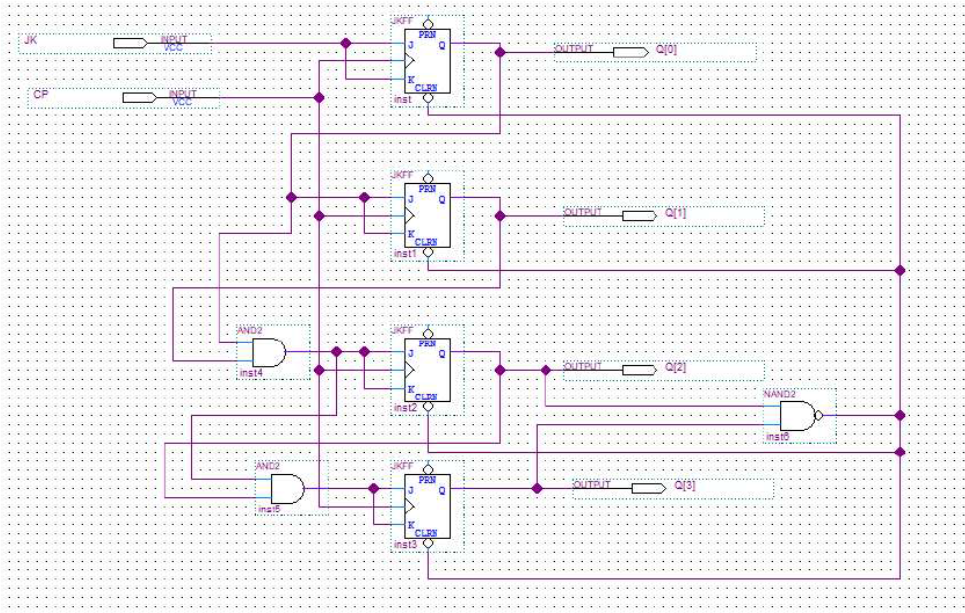 JK
INPUT
VCC
CP
INPUT
VCC
JKFF
PRN
J
Q
K
CLRN
inst
OUTPUT
Q[0]
JKFF
PRN
J
Q
K
CLRN
inst1
OUTPUT
Q[1]
AND2
inst4
JKFF
PRN
J
Q
K
CLRN
inst2
OUTPUT
Q[2]
NAND2
inst6
AND2
inst5
JKFF
PRN
J
Q
K
CLRN
inst3
OUTPUT
Q[3]